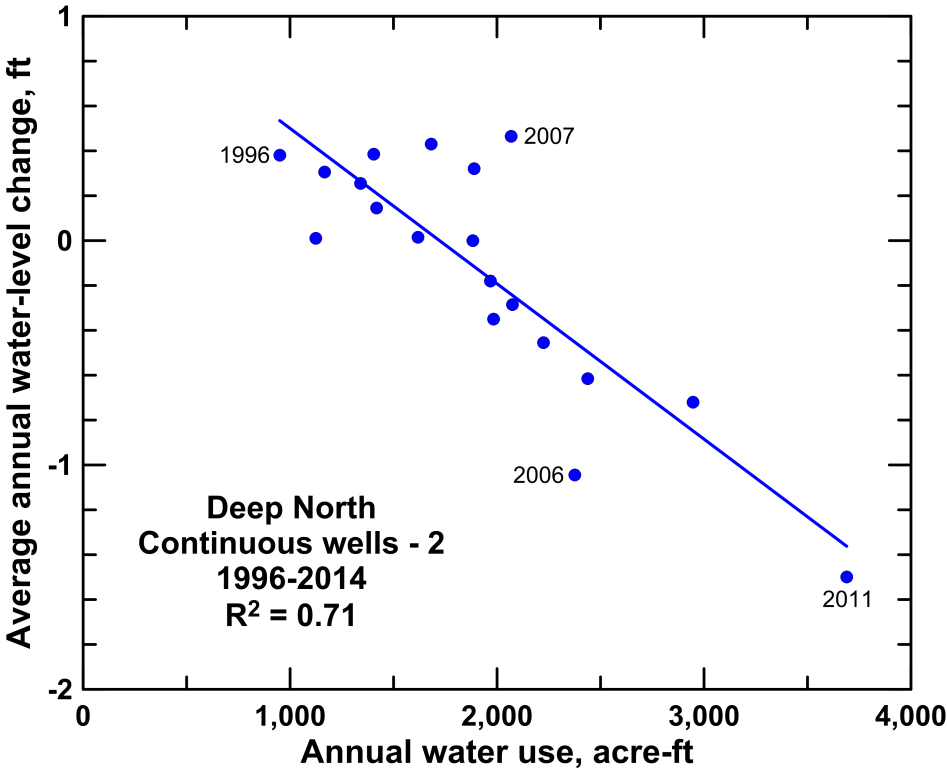 1
0
-1
-2
0
1,000
2,000
3,000
4,000
Average annual water-level change, ft
Annual water use, acre-ft
1996
2007
2006
2011
Deep North
Continuous wells - 2
1996-2014
R² = 0.71